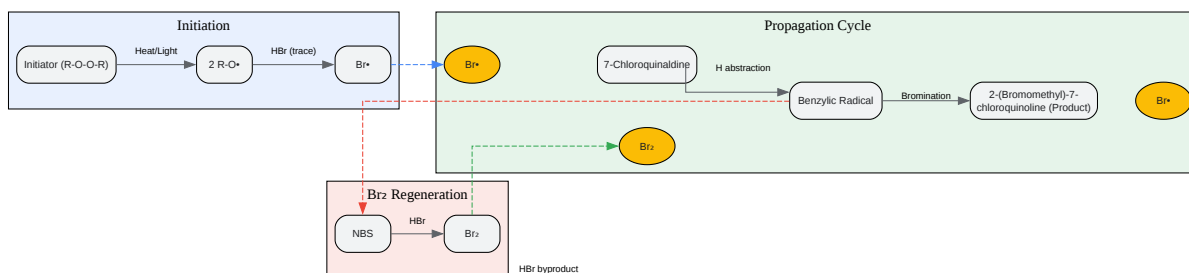 Initiation
Initiator (R-O-O-R)
Heat/Light
2 R-O•
HBr (trace)
Br•
Propagation Cycle
Br•
7-Chloroquinaldine
H abstraction
Benzylic Radical
Bromination
2-(Bromomethyl)-7-
chloroquinoline (Product)
Br•
Br₂
Br₂ Regeneration
NBS
HBr
Br₂
HBr byproduct